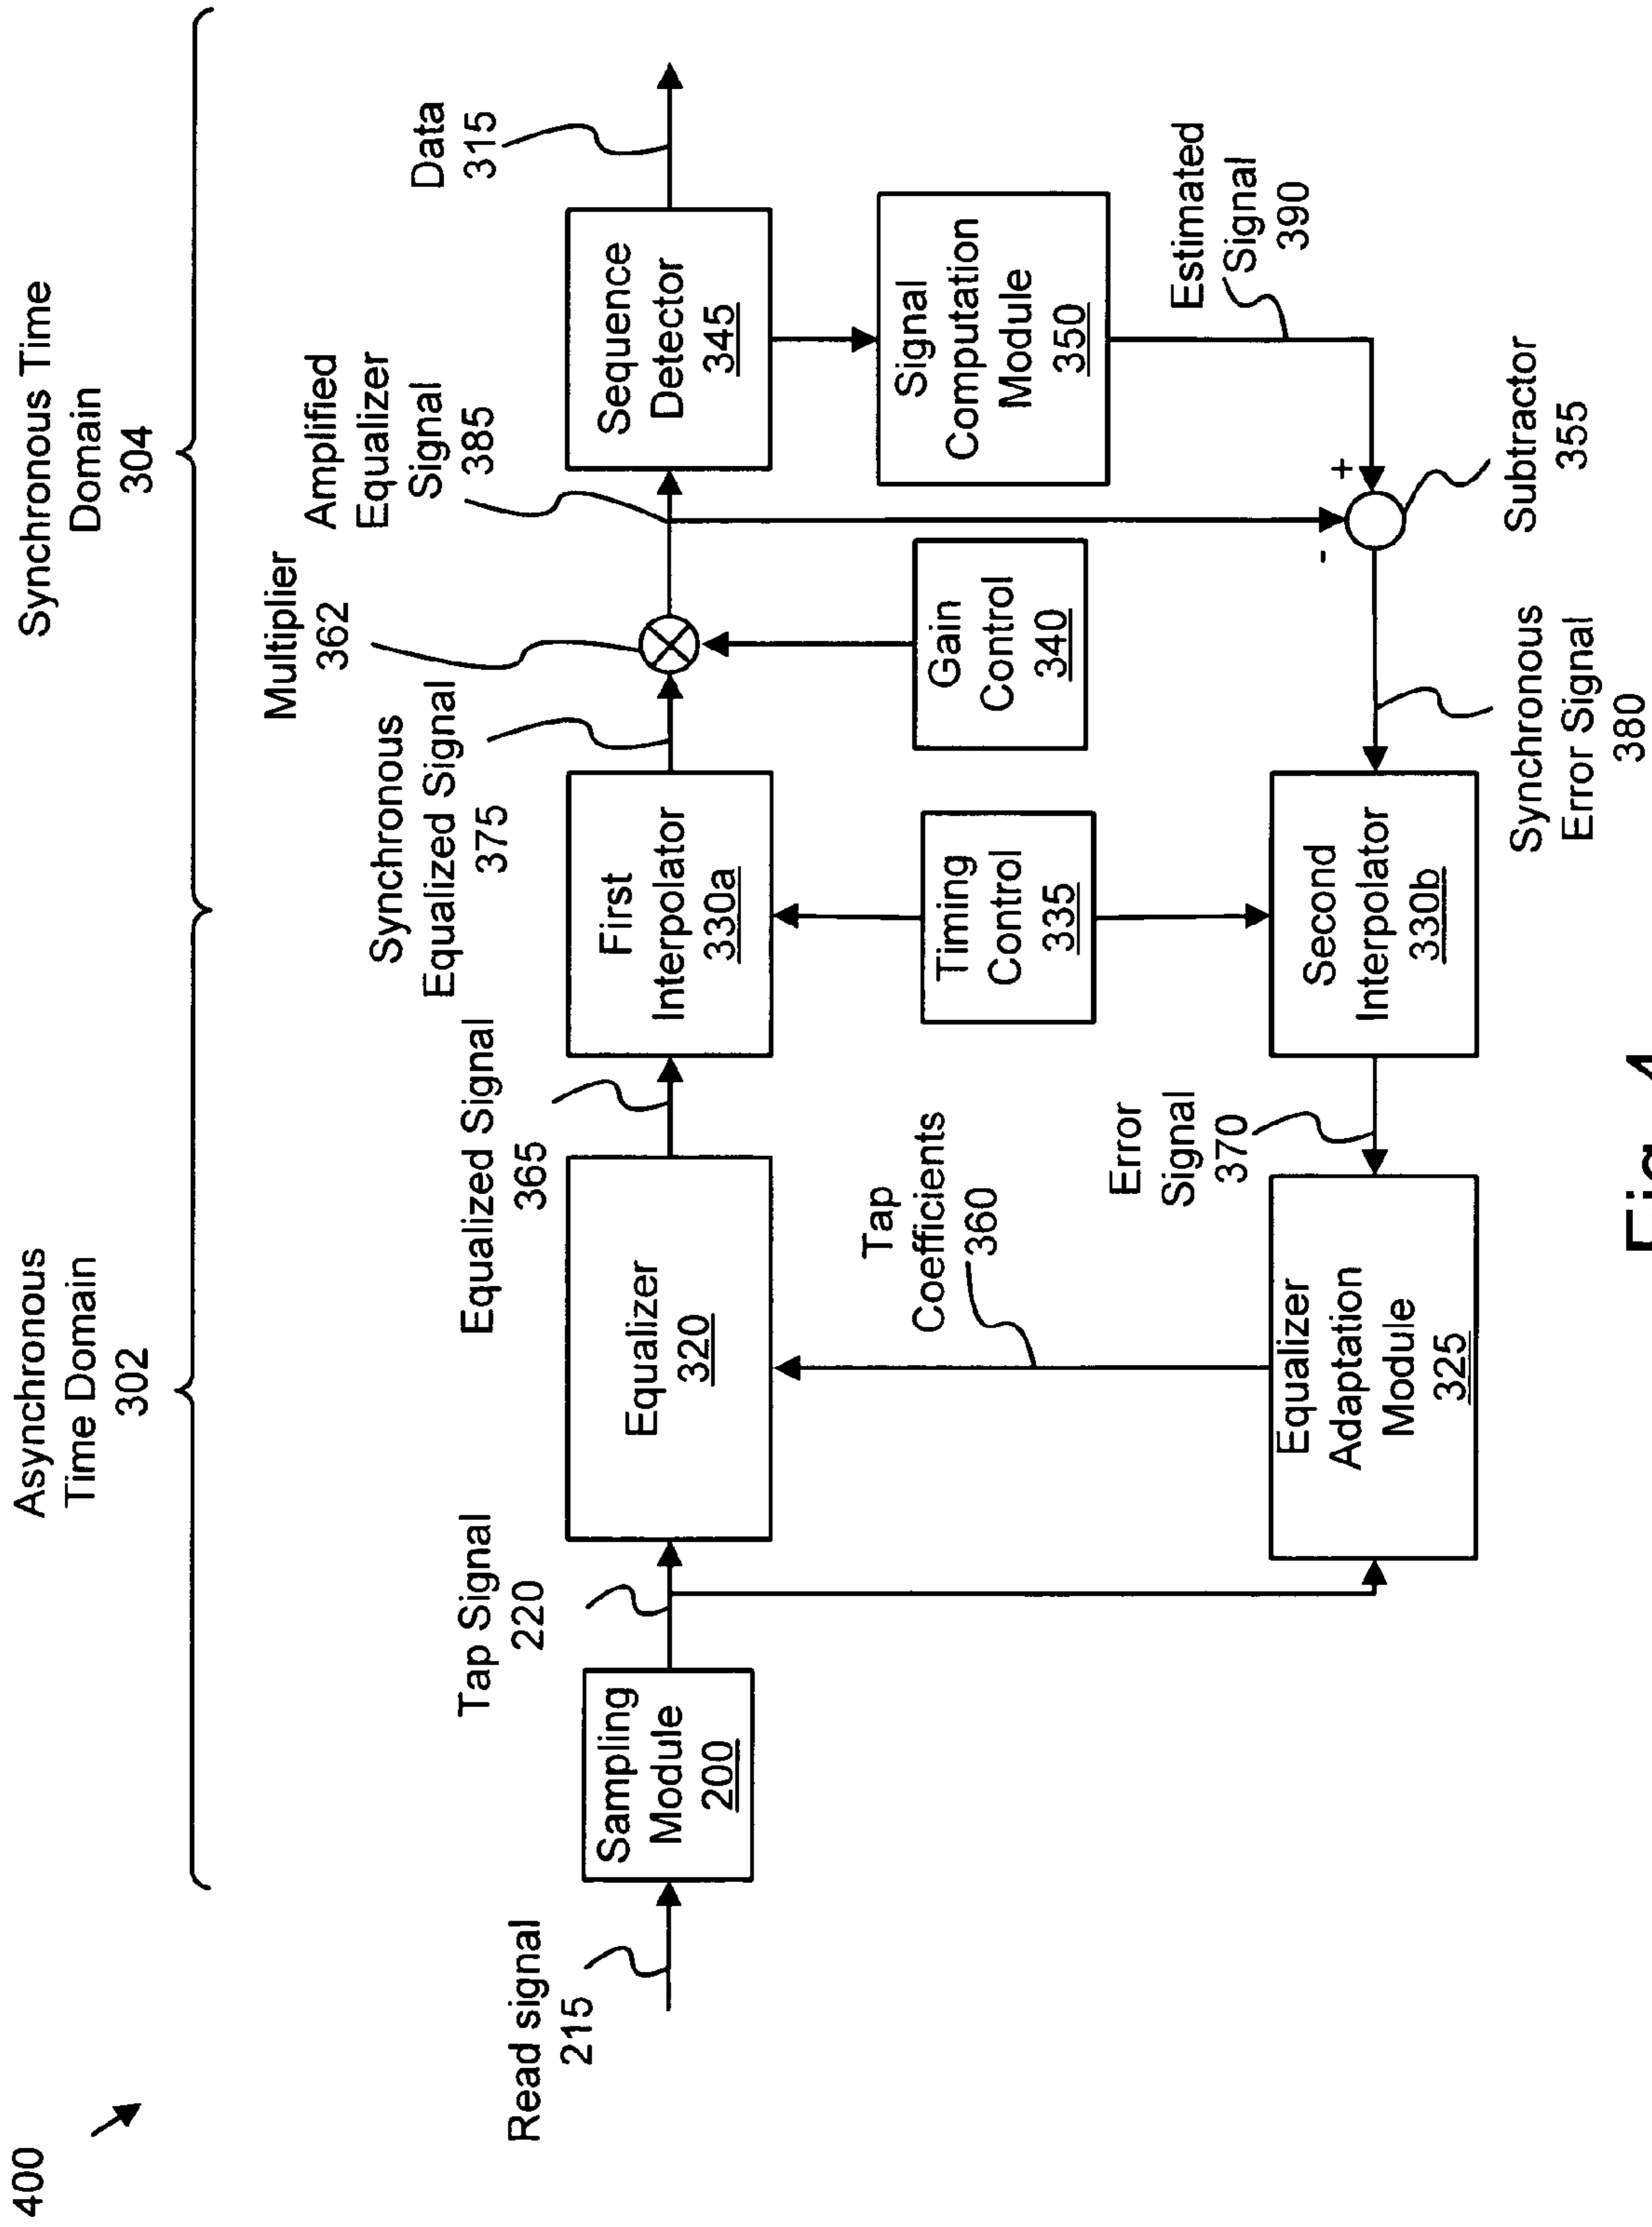 400
Asynchronous
Time Domain
302
Synchronous Time
Domain
304
Read signal
215
Sampling
Module
200
Tap Signal
220
Equalizer
320
Equalized Signal
365
First
Interpolator
330a
Synchronous
Equalized Signal
375
Multiplier
362
Amplified
Equalizer
Signal
385
Sequence
Detector
345
Data
315
Signal
Computation
Module
350
Estimated
Signal
390
Gain
Control
340
Timing
Control
335
Tap
Coefficients
360
+
-
Subtractor
355
Synchronous
Error Signal
380
Second
Interpolator
330b
Error
Signal
370
Equalizer
Adaptation
Module
325